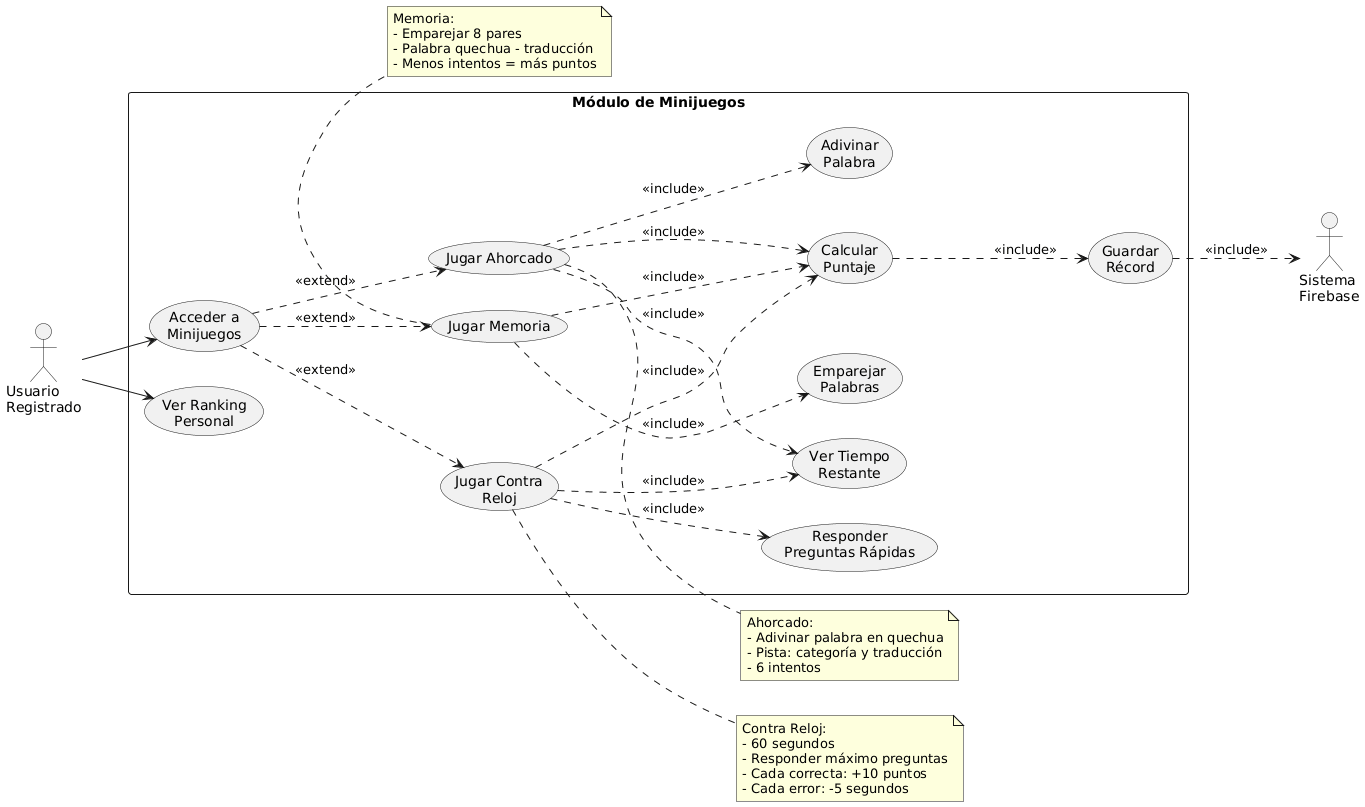 Memoria:
- Emparejar 8 pares
- Palabra quechua - traducción
- Menos intentos = más puntos
Módulo de Minijuegos
Adivinar
Palabra
«include»
«include»
Jugar Ahorcado
Calcular
Puntaje
«include»
Guardar
Récord
«include»
Sistema
Firebase
«extend»
«include»
Acceder a
Minijuegos
«extend»
Jugar Memoria
«include»
Usuario
Registrado
«extend»
«include»
Emparejar
Palabras
Ver Ranking
Personal
«include»
Ver Tiempo
Restante
Jugar Contra
Reloj
«include»
«include»
Responder
Preguntas Rápidas
Ahorcado:
- Adivinar palabra en quechua
- Pista: categoría y traducción
- 6 intentos
Contra Reloj:
- 60 segundos
- Responder máximo preguntas
- Cada correcta: +10 puntos
- Cada error: -5 segundos